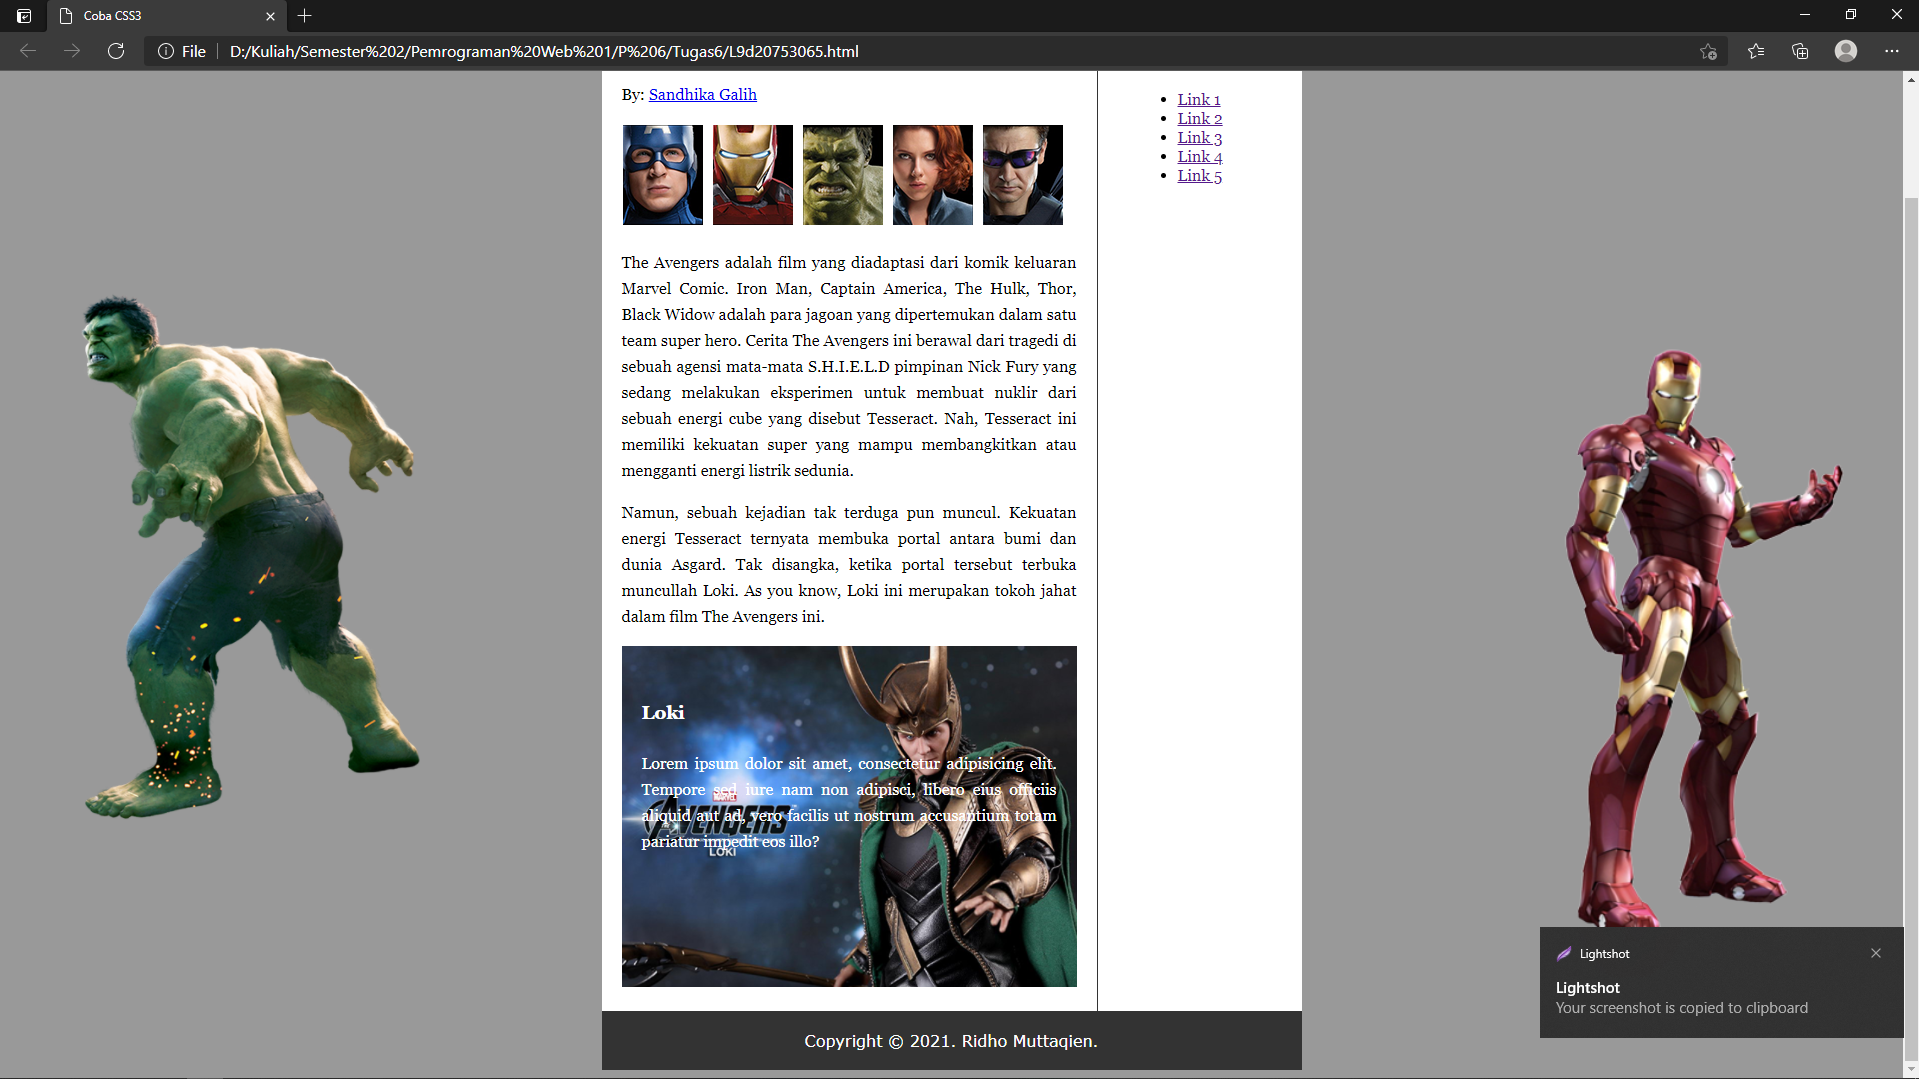 Coba CSS3
File
D:/Kuliah/Semester%202/Pemrograman%20Web%201/P%206/Tugas6/L9d20753065.html
By: Sandhika Galih
The Avengers adalah film yang diadaptasi dari komik keluaran
Marvel Comic. Iron Man, Captain America, The Hulk, Thor,
Black Widow adalah para jagoan yang dipertemukan dalam satu
team super hero. Cerita The Avengers ini berawal dari tragedi di
sebuah agensi mata-mata S.H.I.E.L.D pimpinan Nick Fury yang
sedang melakukan eksperimen untuk membuat nuklir dari
sebuah energi cube yang disebut Tesseract. Nah, Tesseract ini
memiliki kekuatan super yang mampu membangkitkan atau
mengganti energi listrik sedunia.
Namun, sebuah kejadian tak terduga pun muncul. Kekuatan
energi Tesseract ternyata membuka portal antara bumi dan
dunia Asgard. Tak disangka, ketika portal tersebut terbuka
muncullah Loki. As you know, Loki ini merupakan tokoh jahat
dalam film The Avengers ini.
Loki
Lorem ipsum dolor sit amet, consectetur adipisicing elit.
Tempore sed iure nam non adipisci, libero eius officiis
aliquid aut ad, vero facilis ut nostrum accusantium totam
pariatur impedit eos illo?
MARVEL
AVENGERS
LOKI
Link 1
Link 2
Link 3
Link 4
Link 5
Copyright © 2021. Ridho Muttaqien.
Lightshot
Lightshot
Your screenshot is copied to clipboard